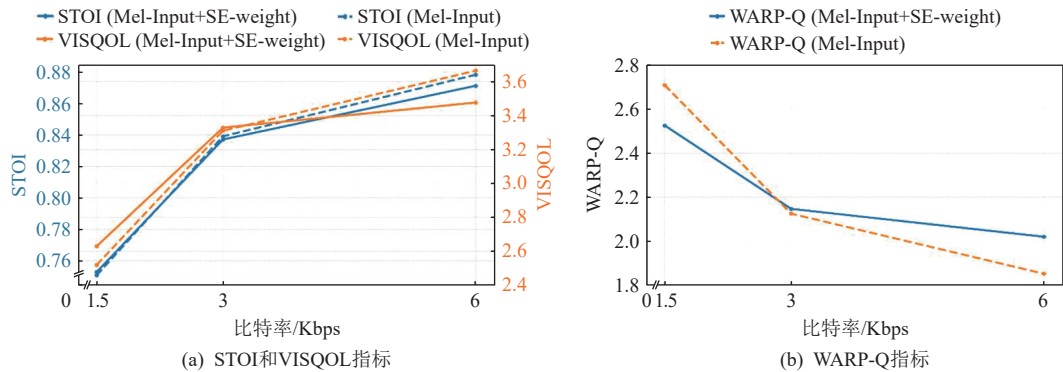 STOI (Mel-Input+SE-weight) STOI (Mel-Input)
VISQOL (Mel-Input+SE-weight) VISQOL (Mel-Input)
0.88
0.86
0.84
0.82
0.80
0.78
0.76
0
STOI
3.6
3.4
3.2
3.0
2.8
2.6
2.4
VISQOL
1.5 3 6
比特率/Kbps
(a) STOI和VISQOL指标
WARP-Q (Mel-Input+SE-weight)
WARP-Q (Mel-Input)
2.8
2.6
2.4
2.2
2.0
1.8
WARP-Q
0 1.5 3 6
比特率/Kbps
(b) WARP-Q指标